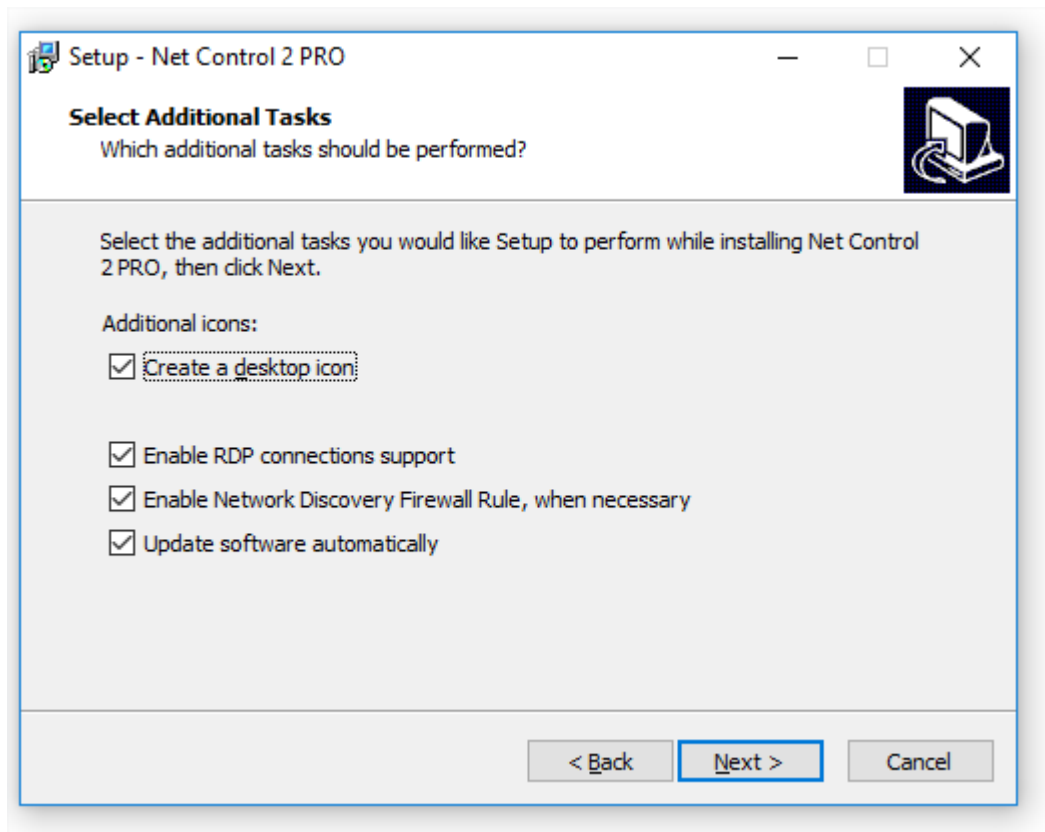 Setup - Net Control 2 PRO
Select Additional Tasks
Which additional tasks should be performed?
Select the additional tasks you would like Setup to perform while installing Net Control
2 PRO, then click Next.
Additional icons:
Create a desktop icon
Enable RDP connections support
Enable Network Discovery Firewall Rule, when necessary
Update software automatically
< Back Next > Cancel